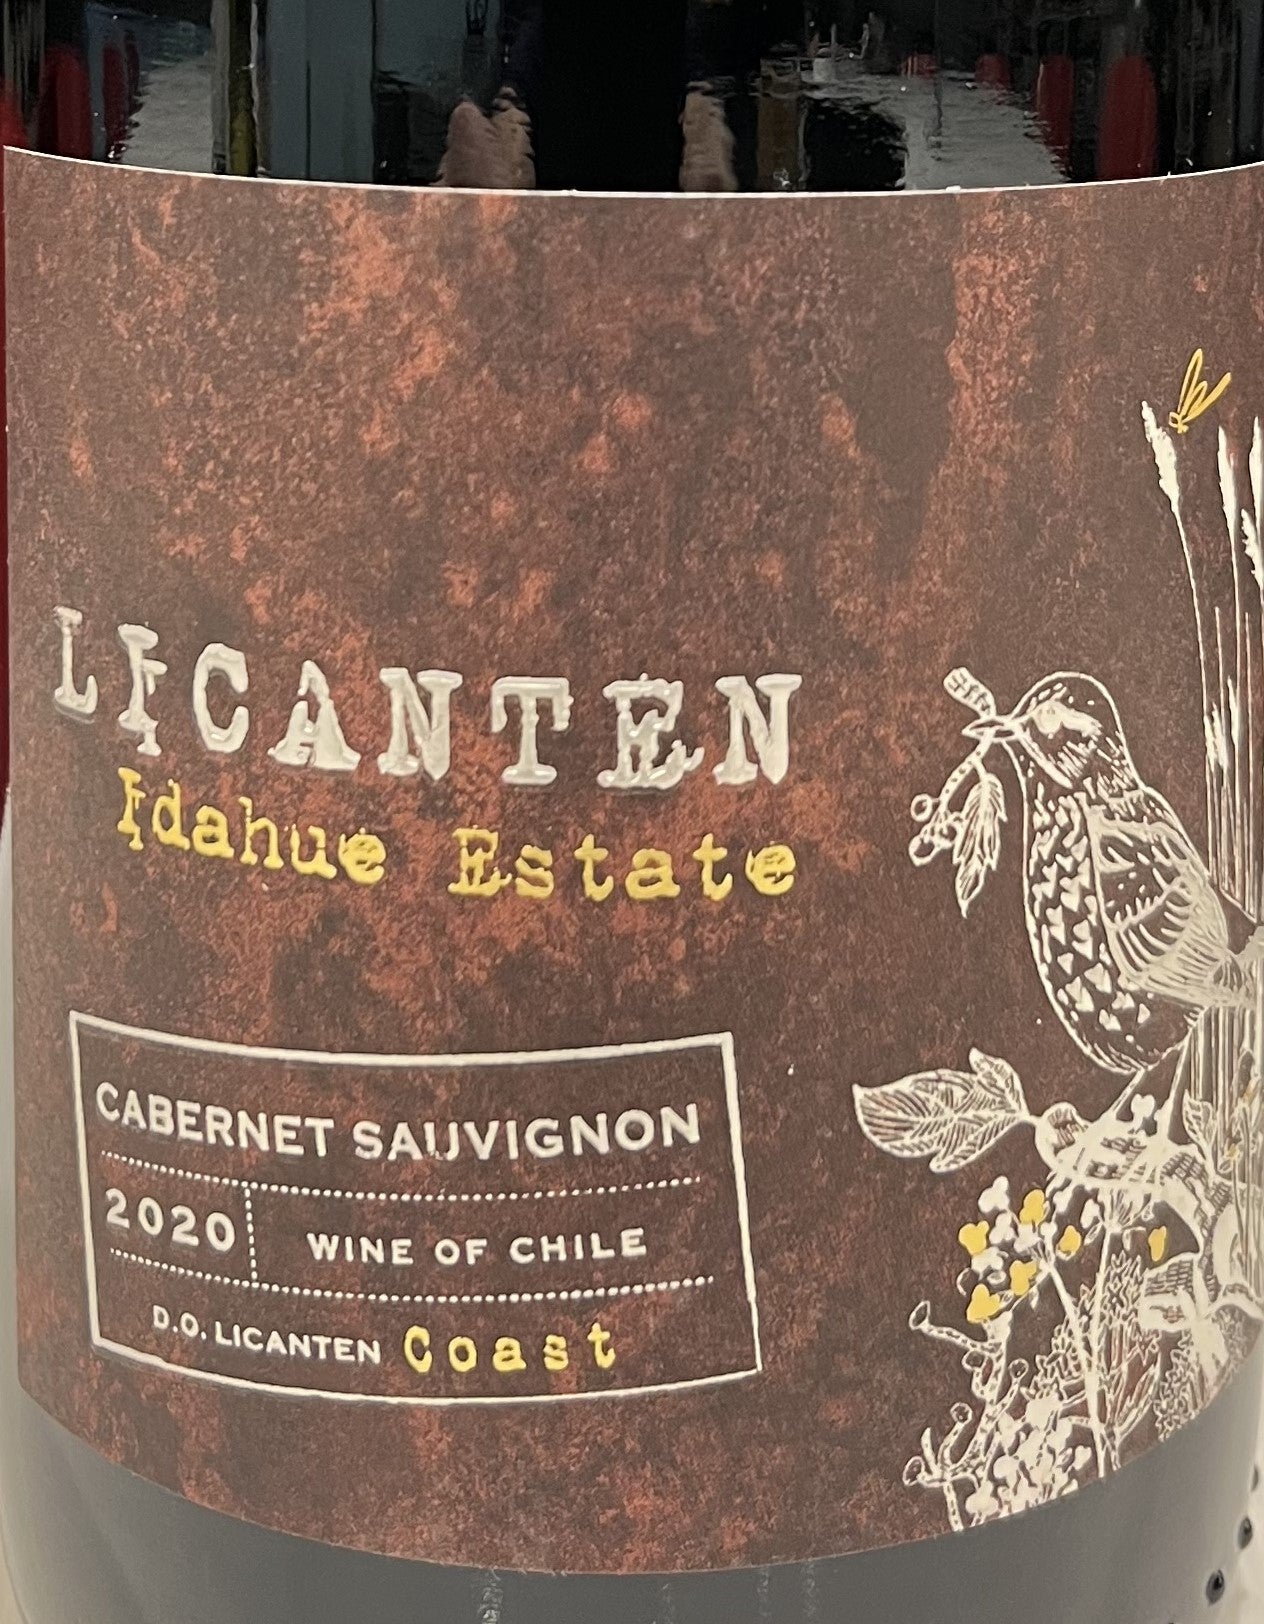 LICANTEN
Idahue Estate
CABERNET SAUVIGNON
2020 WINE OF CHILE
D.O. LICANTEN Coast